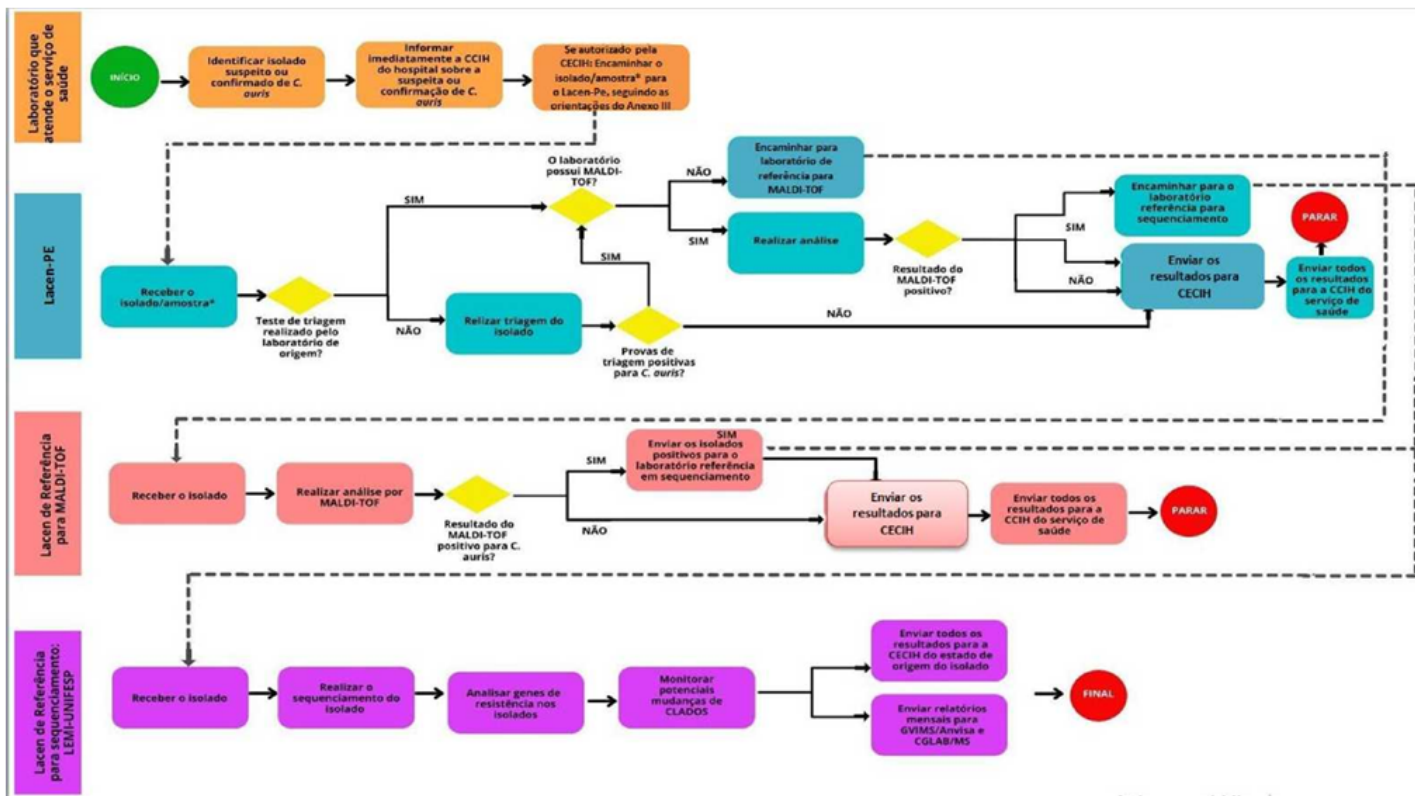 Laboratório que
atende o serviço de
saúde
INÍCIO
Identificar isolado
suspeito ou
confirmado de C.
auris
Informar
imediatamente a CCIH
do hospital sobre a
suspeita ou
confirmação de C.
auris
Se autorizado pela
CECIH: Encaminhar o
isolado/amostra* para
o Lacen-Pe, seguindo as
orientações do Anexo III
Lacen-PE
Receber o
isolado/amostra*
Teste de triagem
realizado pelo
laboratório de
origem?
SIM
NÃO
Relizar triagem do
isolado
Provas de
triagem positivas
para C. auris?
SIM
NÃO
O laboratório
possui MALDI-
TOF?
NÃO
SIM
Encaminhar para
laboratório de
referência para
MALDI-TOF
Realizar análise
Resultado do
MALDI-TOF
positivo?
SIM
NÃO
Encaminhar para o
laboratório
referência para
sequenciamento
Enviar os
resultados para
CECIH
PARAR
Enviar todos
os resultados
para a CCIH do
serviço de
saúde
Lacen de Referência
para MALDI-TOF
Receber o isolado
Realizar análise por
MALDI-TOF
Resultado do
MALDI-TOF
positivo para C.
auris?
SIM
NÃO
SIM
Enviar os isolados
positivos para o
laboratório referência
em sequenciamento
Enviar os
resultados para
CECIH
Enviar todos os
resultados para a
CCIH do serviço de
saúde
PARAR
Lacen de Referência
para sequenciamento:
LEMI-UNIFESP
Receber o isolado
Realizar o
sequenciamento do
isolado
Analisar genes de
resistência nos
isolados
Monitorar
potenciais
mudanças de
CLADOS
Enviar todos os
resultados para a
CECIH do estado de
origem do isolado
Enviar relatórios
mensais para
GVIMS/Anvisa e
CGLAB/MS
FINAL